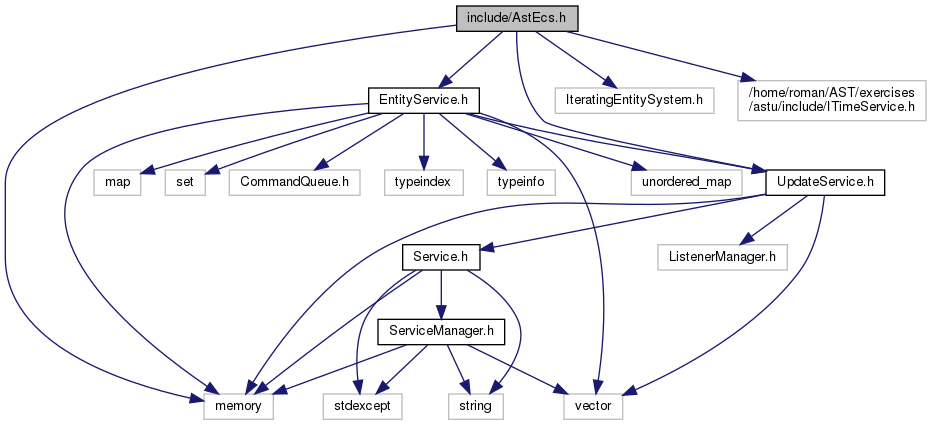 include/AstEcs.h
EntityService.h
IteratingEntitySystem.h
/home/roman/AST/exercises
/astu/include/ITimeService.h
map
set
CommandQueue.h
typeindex
typeinfo
unordered_map
UpdateService.h
Service.h
ListenerManager.h
ServiceManager.h
memory
stdexcept
string
vector